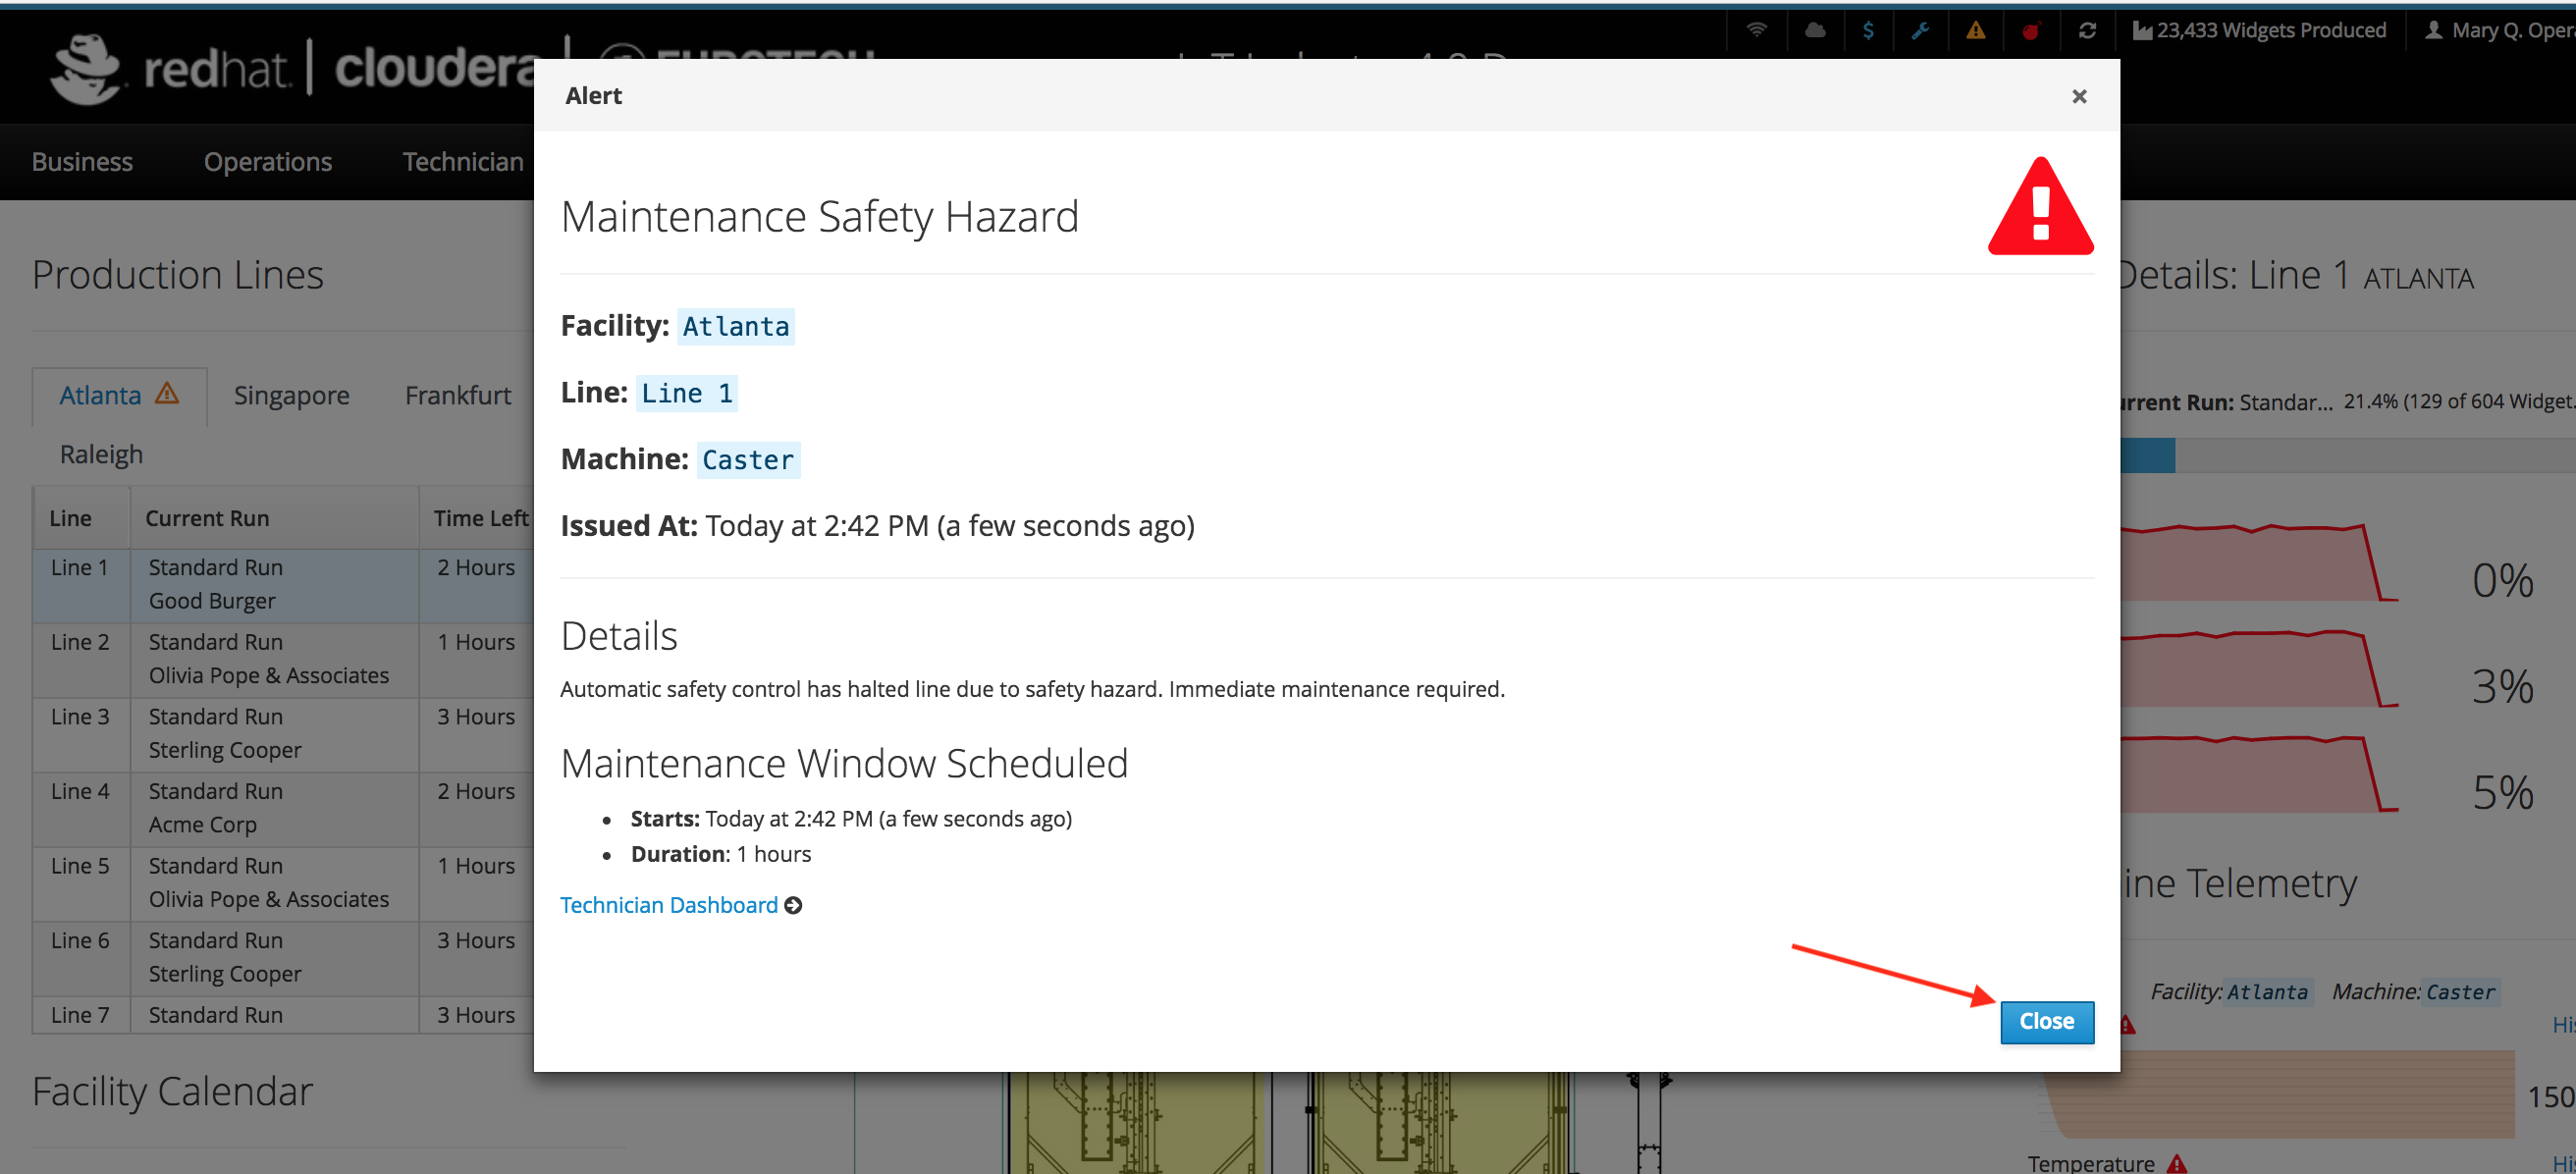 23,433 Widgets Produced
Mary Q. Oper
redhat. cloudera EUROTECH
Business Operations Technician
Production Lines
Atlanta Singapore Frankfurt
Raleigh
Line Current Run Time Left
Line 1 Standard Run 2 Hours
Good Burger
Line 2 Standard Run 1 Hours
Olivia Pope & Associates
Line 3 Standard Run 3 Hours
Sterling Cooper
Line 4 Standard Run 2 Hours
Acme Corp
Line 5 Standard Run 1 Hours
Olivia Pope & Associates
Line 6 Standard Run 3 Hours
Sterling Cooper
Line 7 Standard Run 3 Hours
Facility Calendar
Alert ×
Maintenance Safety Hazard
Facility: Atlanta
Line: Line 1
Machine: Caster
Issued At: Today at 2:42 PM (a few seconds ago)
Details
Automatic safety control has halted line due to safety hazard. Immediate maintenance required.
Maintenance Window Scheduled
• Starts: Today at 2:42 PM (a few seconds ago)
• Duration: 1 hours
Technician Dashboard
Close
Details: Line 1 ATLANTA
urrent Run: Standar... 21.4% (129 of 604 Widget.
0%
3%
5%
ine Telemetry
Facility: Atlanta Machine: Caster
His
150
Temperature
Hi